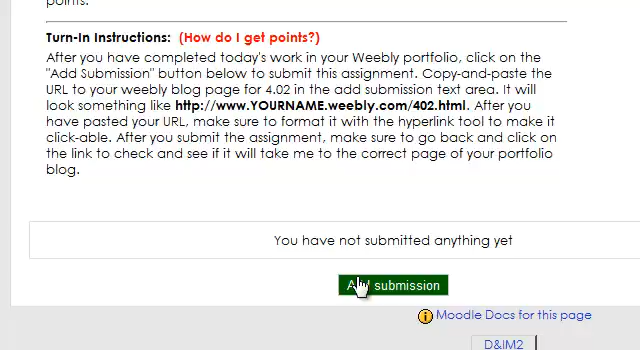 points.
Turn-In Instructions: (How do I get points?)
After you have completed today's work in your Weebly portfolio, click on the
"Add Submission" button below to submit this assignment. Copy-and-paste the
URL to your weebly blog page for 4.02 in the add submission text area. It will
look something like http://www.YOURNAME.weebly.com/402.html. After you
have pasted your URL, make sure to format it with the hyperlink tool to make it
click-able. After you submit the assignment, make sure to go back and click on
the link to check and see if it will take me to the correct page of your portfolio
blog.
You have not submitted anything yet
Add submission
Moodle Docs for this page
D&IM2